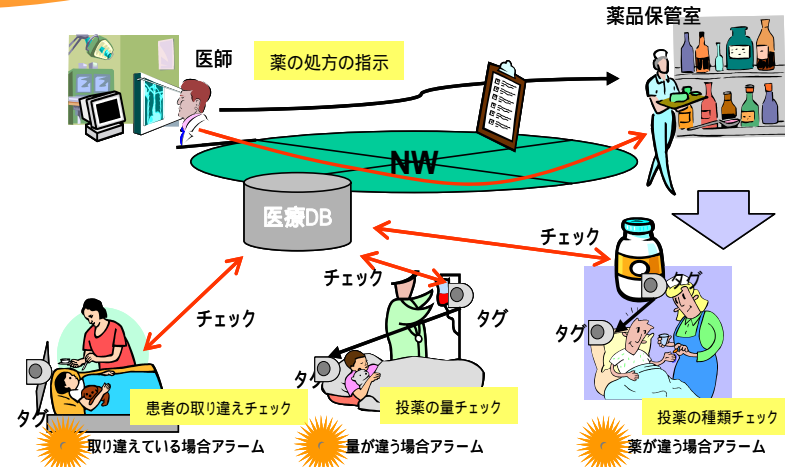 薬品保管室
医師
薬の処方の指示
NW
医療DB
チェック
チェック
チェック
タグ
タグ
タグ
タグ
タグ
患者の取り違えチェック
投薬の量チェック
投薬の種類チェック
取り違えている場合アラーム
量が違う場合アラーム
薬が違う場合アラーム